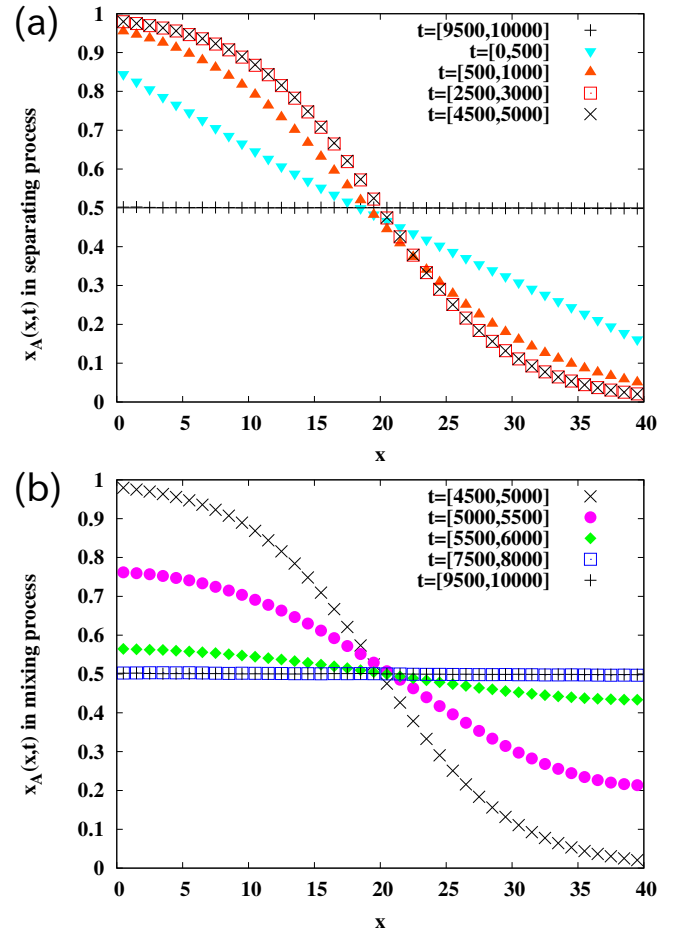 (a)
x_A(x,t) in separating process
1
0.9
0.8
0.7
0.6
0.5
0.4
0.3
0.2
0.1
0
t=[9500,10000]
t=[0,500]
t=[500,1000]
t=[2500,3000]
t=[4500,5000]
0 5 10 15 20 25 30 35 40
x
(b)
x_A(x,t) in mixing process
1
0.9
0.8
0.7
0.6
0.5
0.4
0.3
0.2
0.1
0
t=[4500,5000]
t=[5000,5500]
t=[5500,6000]
t=[7500,8000]
t=[9500,10000]
0 5 10 15 20 25 30 35 40
x